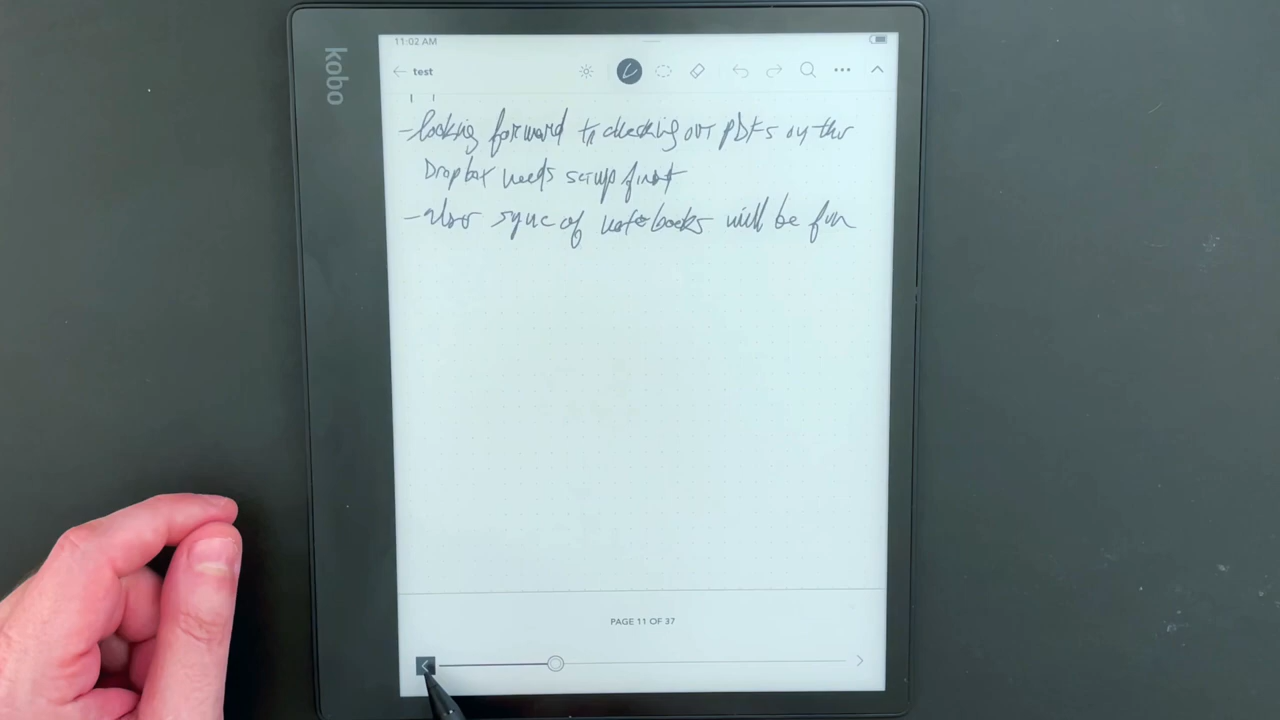 kobo
11:02 AM
test
- looking forward to checking out PDFs on this
Dropbox needs setup first
- also sync of notebooks will be fun
PAGE 11 OF 37